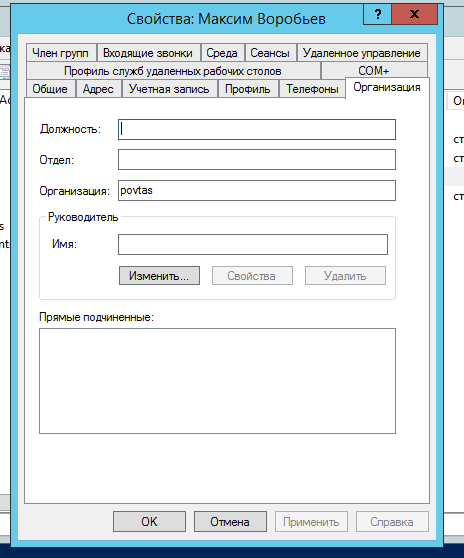 Свойства: Максим Воробьев
?
x
Член групп
Входящие звонки
Среда
Сеансы
Удаленное управление
Профиль служб удаленных рабочих столов
COM+
Общие
Адрес
Учетная запись
Профиль
Телефоны
Организация
Должность:
Отдел:
Организация:
povtas
Руководитель
Имя:
Изменить...
Свойства
Удалить
Прямые подчиненные:
OK
Отмена
Применить
Справка